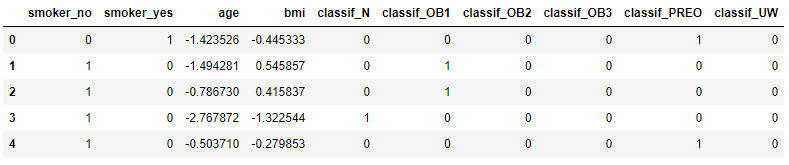 smoker_no smoker_yes age bmi classif_N classif_OB1 classif_OB2 classif_OB3 classif_PREO classif_UW
0 0 1 -1.423526 -0.445333 0 0 0 0 1 0
1 1 0 -1.494281 0.545857 0 1 0 0 0 0
2 1 0 -0.786730 0.415837 0 1 0 0 0 0
3 1 0 -2.767872 -1.322544 1 0 0 0 0 0
4 1 0 -0.503710 -0.279853 0 0 0 0 1 0